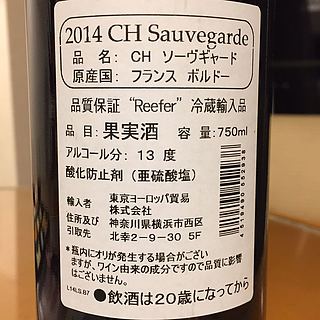 2014 CH Sauvegarde
品 名: CH ソーヴギャード
原産国: フランス ボルドー
品質保証 “Reefer” 冷蔵輸入品
品 目: 果実酒 容 量: 750ml
アルコール分: 13 度
酸化防止剤 (亜硫酸塩)
輸入者 東京ヨーロッパ貿易
株式会社
住所及び 神奈川県横浜市西区
引取先 北幸2-9-30 5F
*瓶内にオリが発生する場合がござい
ますが、ワイン由来の成分ですので品質に影響
はございません。
L14LS.B7
●飲酒は20歳になってから
4 519490 552938